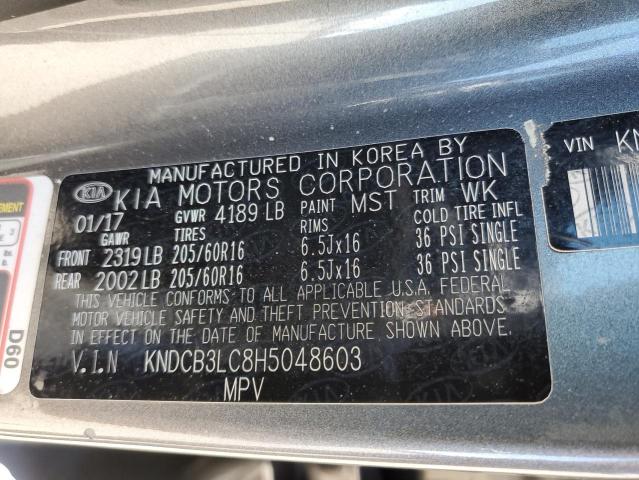 MANUFACTURED IN KOREA BY
KIA KIA MOTORS CORPORATION
01/17 GVWR 4189 LB PAINT MST TRIM WK
GAWR TIRES RIMS COLD TIRE INFL
FRONT 2319 LB 205/60R16 6.5Jx16 36 PSI SINGLE
REAR 2002 LB 205/60R16 6.5Jx16 36 PSI SINGLE
THIS VEHICLE CONFORMS TO ALL APPLICABLE U.S.A. FEDERAL
MOTOR VEHICLE SAFETY AND THEFT PREVENTION STANDARDS
IN EFFECT ON THE DATE OF MANUFACTURE SHOWN ABOVE.
V.I.N KNDCB3LC8H5048603
MPV
VIN KN
D60